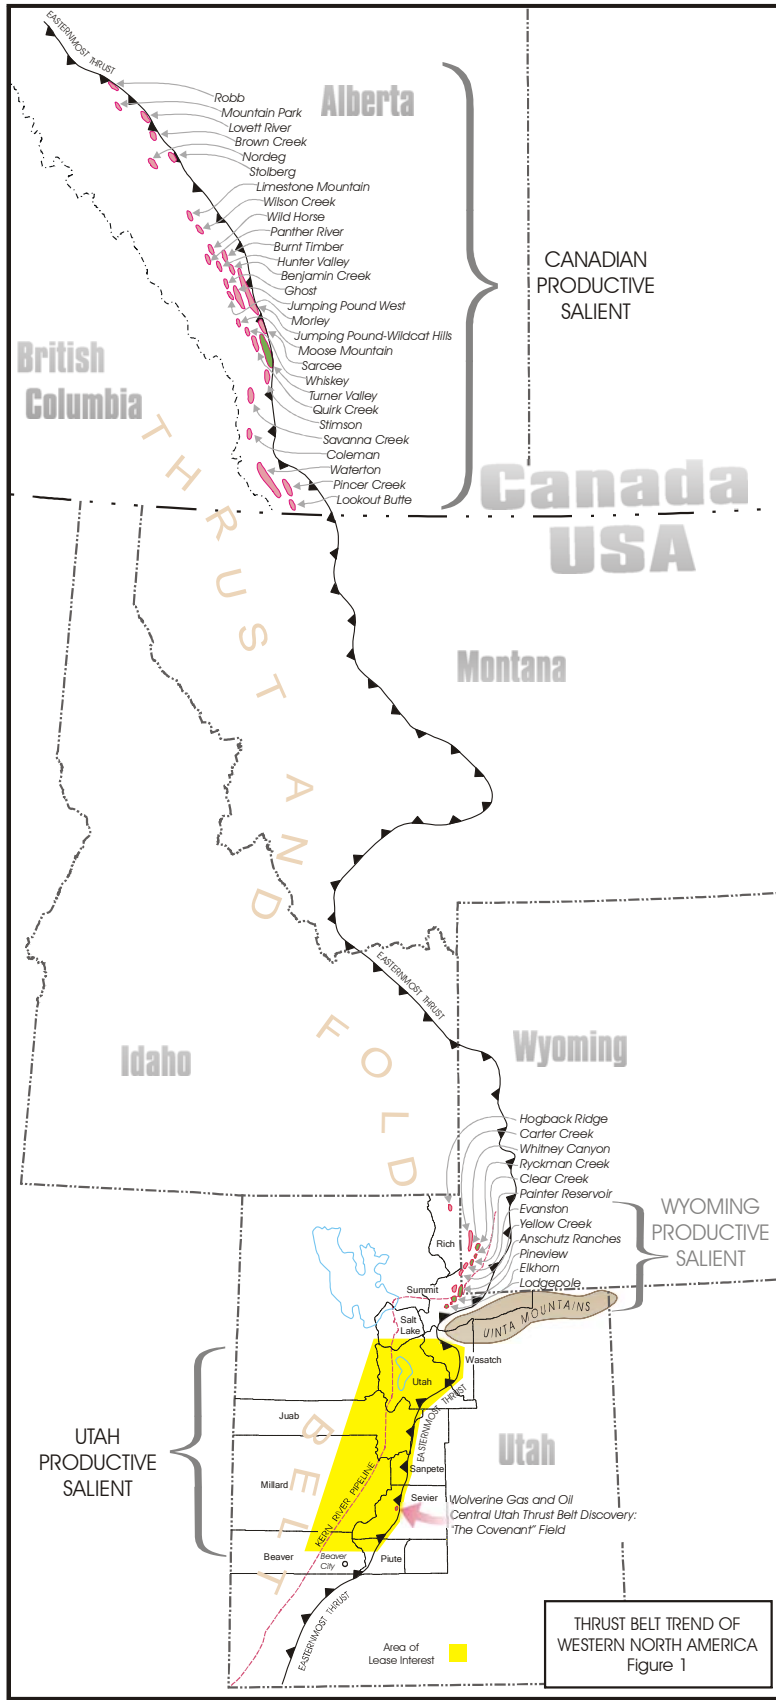 EASTERNMOST THRUST
Alberta
Robb
Mountain Park
Lovett River
Brown Creek
Nordeg
Stolberg
Limestone Mountain
Wilson Creek
Wild Horse
Panther River
Burnt Timber
Hunter Valley
Benjamin Creek
Ghost
Jumping Pound West
Morley
Jumping Pound-Wildcat Hills
Moose Mountain
Sarcee
Whiskey
Turner Valley
Quirk Creek
Stimson
Savanna Creek
Coleman
Waterton
Pincer Creek
Lookout Butte
CANADIAN
PRODUCTIVE
SALIENT
British
Columbia
Canada
USA
THRUST AND FOLD BELT
Montana
EASTERNMOST THRUST
Idaho
Wyoming
Hogback Ridge
Carter Creek
Whitney Canyon
Ryckman Creek
Clear Creek
Painter Reservoir
Evanston
Yellow Creek
Anschutz Ranches
Pineview
Elkhorn
Lodgepole
WYOMING
PRODUCTIVE
SALIENT
Rich
Summit
Salt
Lake
UINTA MOUNTAINS
Wasatch
Utah
EASTERNMOST THRUST
Juab
UTAH
PRODUCTIVE
SALIENT
Utah
Sanpete
Millard
KERN RIVER PIPELINE
Sevier
Wolverine Gas and Oil
Central Utah Thrust Belt Discovery:
"The Covenant" Field
Beaver
Beaver
City
Piute
EASTERNMOST THRUST
Area of
Lease Interest
THRUST BELT TREND OF
WESTERN NORTH AMERICA
Figure 1